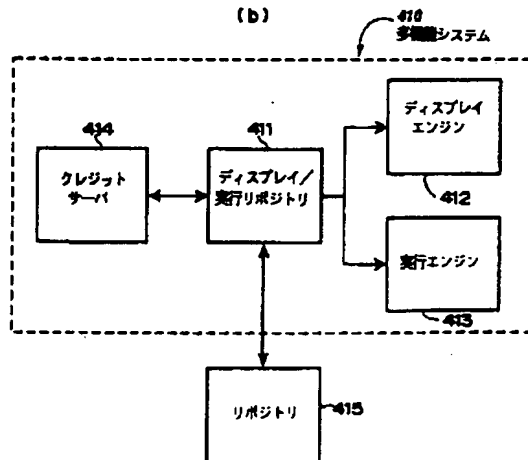 (b)
410
多機能システム
414
クレジット
サーバ
411
ディスプレイ/
実行リポジトリ
ディスプレイ
エンジン
412
実行エンジン
413
リポジトリ
415